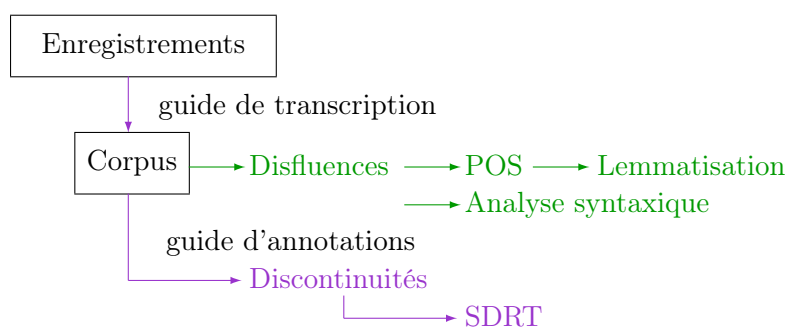 Enregistrements
guide de transcription
Corpus
Disfluences
POS
Lemmatisation
Analyse syntaxique
guide d'annotations
Discontinuités
SDRT